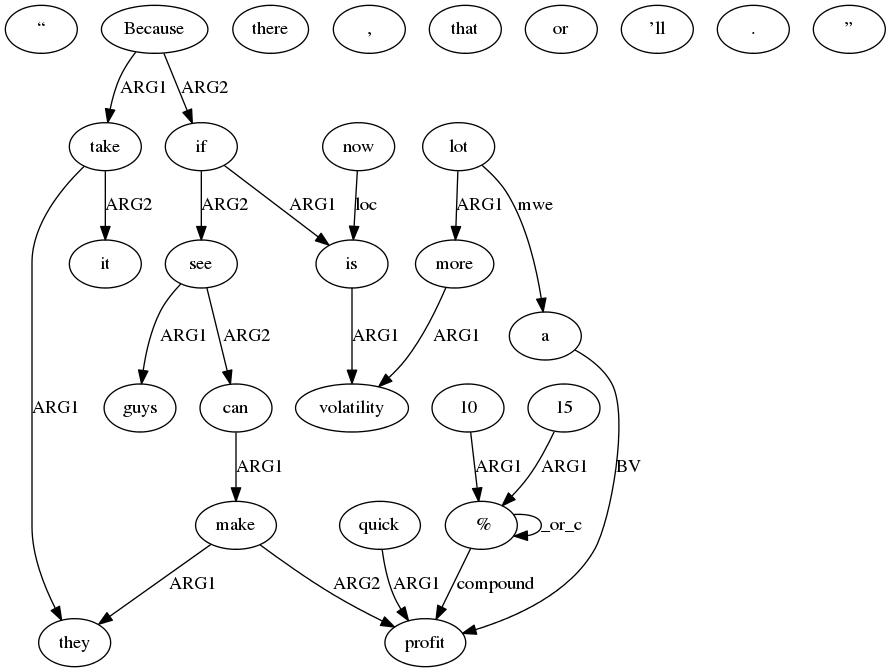 “ Because there , that or ’ll . ”
ARG1 ARG2
take if now lot
ARG2 ARG2 ARG1 loc ARG1 mwe
it see is more
ARG1 ARG2 ARG1 ARG1 a
ARG1 guys can volatility 10 15
ARG1 ARG1 ARG1 BV
make quick % _or_c
ARG1 ARG2 ARG1 compound
they profit